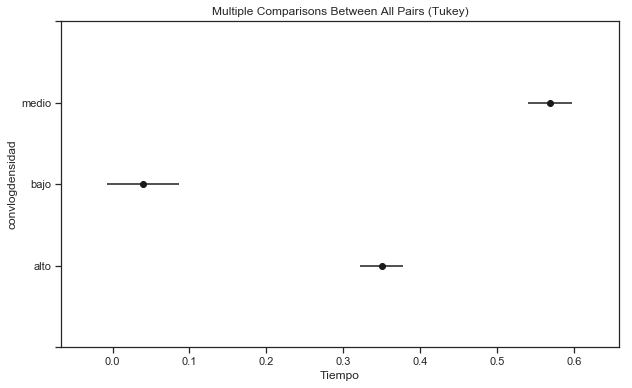 Multiple Comparisons Between All Pairs (Tukey)
convlogdensidad
medio
bajo
alto
0.0 0.1 0.2 0.3 0.4 0.5 0.6
Tiempo